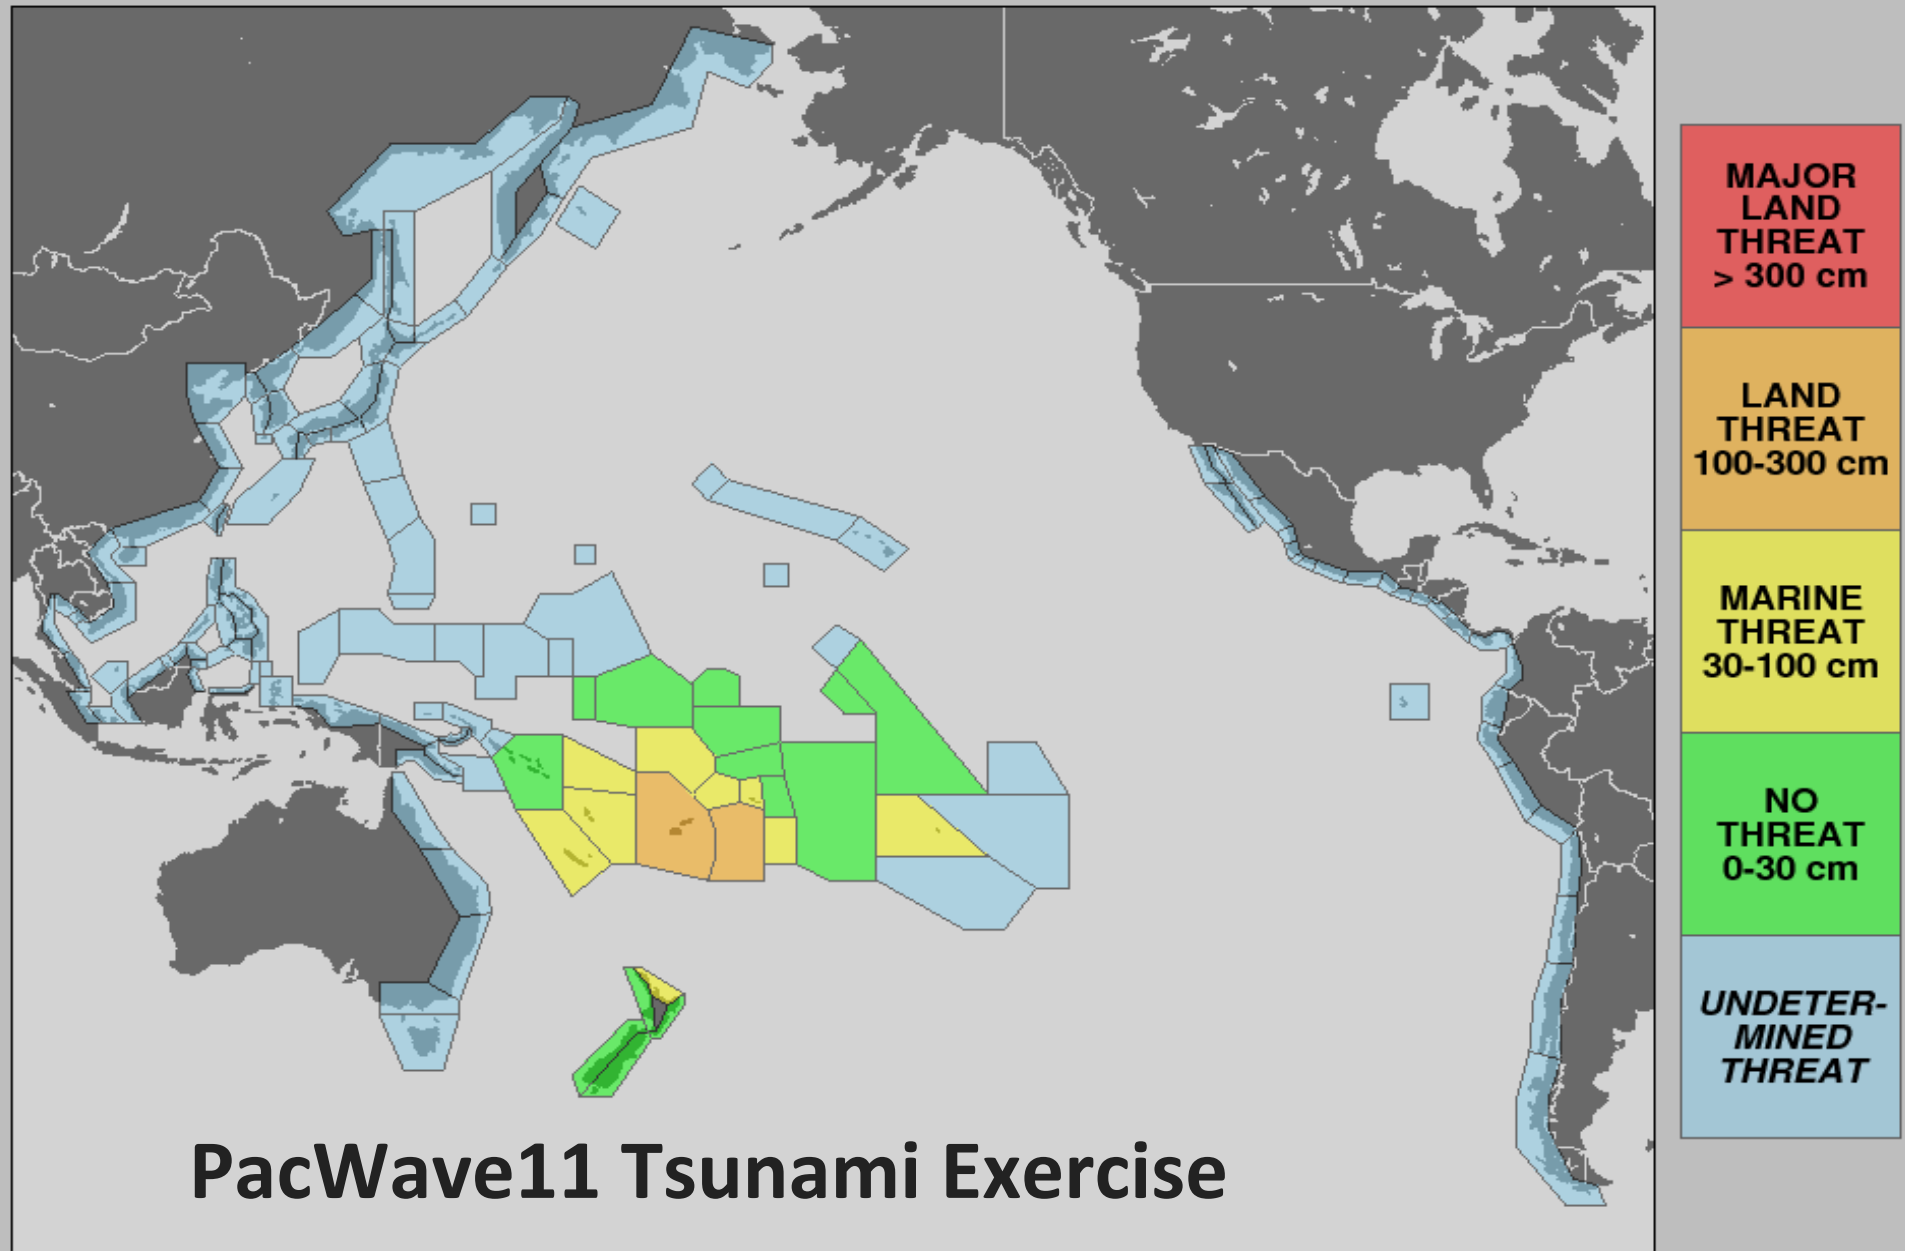 MAJOR
LAND
THREAT
> 300 cm
LAND
THREAT
100-300 cm
MARINE
THREAT
30-100 cm
NO
THREAT
0-30 cm
UNDETER-
MINED
THREAT
PacWave11 Tsunami Exercise